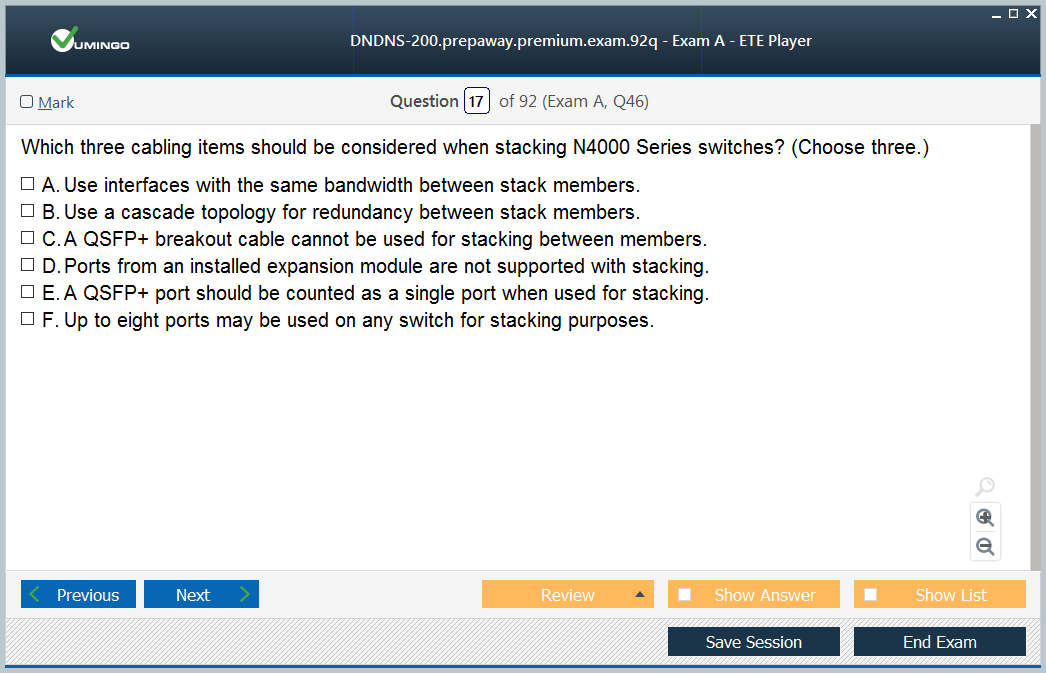 VUMINGO
DNDNS-200.prepaway.premium.exam.92q - Exam A - ETE Player
Mark
Question 17 of 92 (Exam A, Q46)
Which three cabling items should be considered when stacking N4000 Series switches? (Choose three.)
A. Use interfaces with the same bandwidth between stack members.
B. Use a cascade topology for redundancy between stack members.
C. A QSFP+ breakout cable cannot be used for stacking between members.
D. Ports from an installed expansion module are not supported with stacking.
E. A QSFP+ port should be counted as a single port when used for stacking.
F. Up to eight ports may be used on any switch for stacking purposes.
Previous Next Review Show Answer Show List
Save Session End Exam